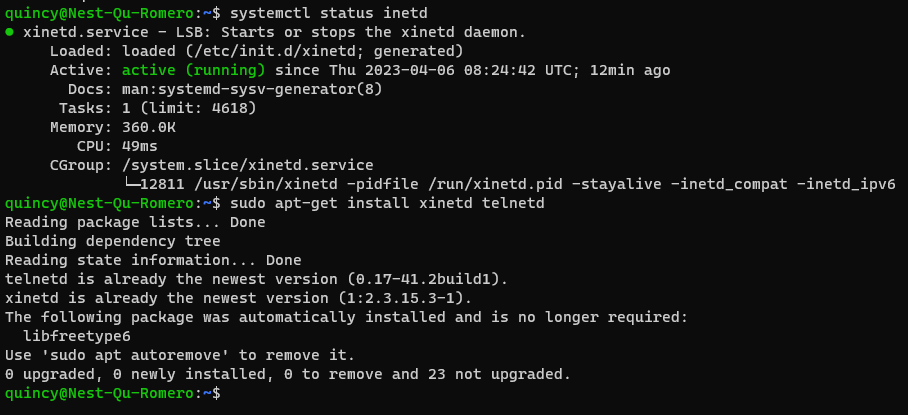 quincy@Nest-Qu-Romero:~$ systemctl status inetd
● xinetd.service - LSB: Starts or stops the xinetd daemon.
     Loaded: loaded (/etc/init.d/xinetd; generated)
     Active: active (running) since Thu 2023-04-06 08:24:42 UTC; 12min ago
       Docs: man:systemd-sysv-generator(8)
      Tasks: 1 (limit: 4618)
     Memory: 360.0K
        CPU: 49ms
     CGroup: /system.slice/xinetd.service
             └─12811 /usr/sbin/xinetd -pidfile /run/xinetd.pid -stayalive -inetd_compat -inetd_ipv6
quincy@Nest-Qu-Romero:~$ sudo apt-get install xinetd telnetd
Reading package lists... Done
Building dependency tree
Reading state information... Done
telnetd is already the newest version (0.17-41.2build1).
xinetd is already the newest version (1:2.3.15.3-1).
The following package was automatically installed and is no longer required:
  libfreetype6
Use 'sudo apt autoremove' to remove it.
0 upgraded, 0 newly installed, 0 to remove and 23 not upgraded.
quincy@Nest-Qu-Romero:~$